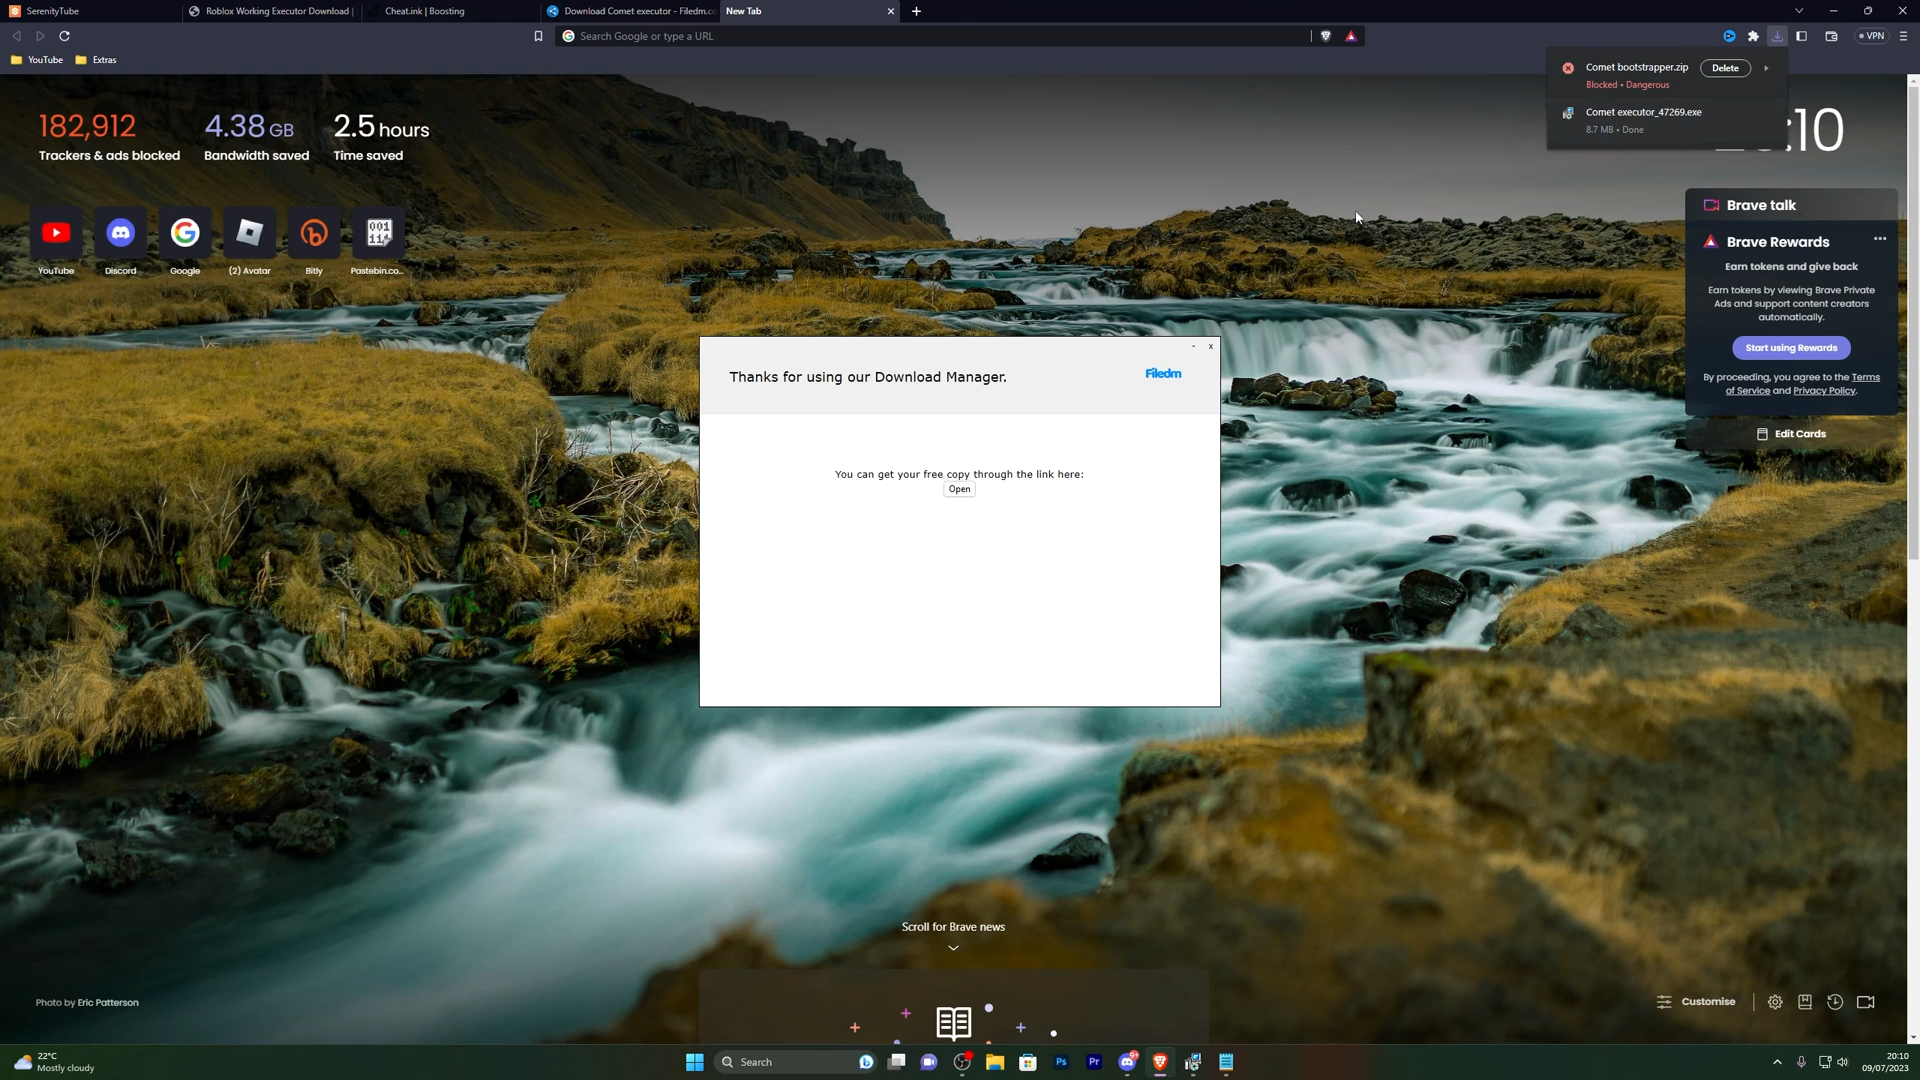 SerenityTube
Roblox Working Executor Download |
Cheat.ink | Boosting
Download Comet executor - Filedm.c
New Tab
Search Google or type a URL
VPN
YouTube
Extras
Comet bootstrapper.zip
Delete
Blocked • Dangerous
Comet executor_47269.exe
8.7 MB • Done
182,912
Trackers & ads blocked
4.38 GB
Bandwidth saved
2.5 hours
Time saved
:10
YouTube
Discord
Google
(2) Avatar
Bitly
Pastebin.co...
Brave talk
Brave Rewards
Earn tokens and give back
Earn tokens by viewing Brave Private
Ads and support content creators
automatically.
Start using Rewards
By proceeding, you agree to the Terms
of Service and Privacy Policy.
Edit Cards
- x
Thanks for using our Download Manager.
Filedm
You can get your free copy through the link here:
Open
Scroll for Brave news
Photo by Eric Patterson
Customise
22°C
Mostly cloudy
Search
Ps
Pr
20:10
09/07/2023